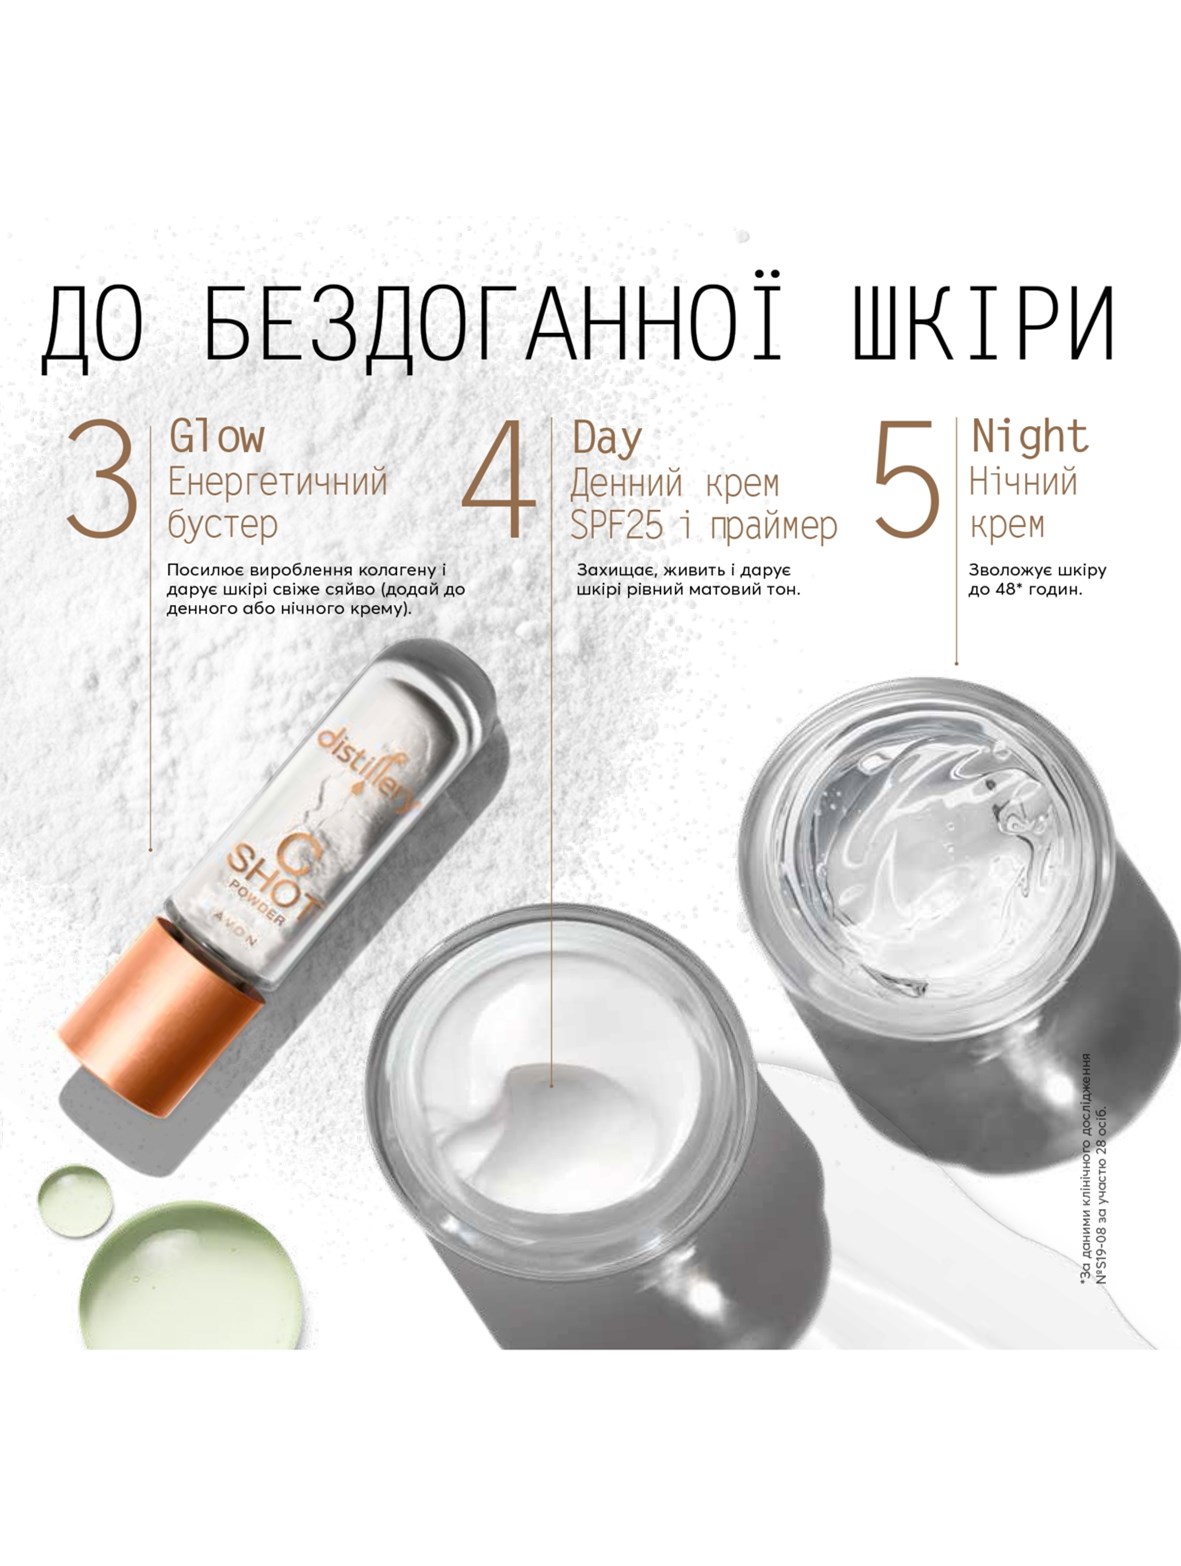 ДО БЕЗДОГАННОЇ ШКІРИ
3
Glow
Енергетичний
бустер
Посилює вироблення колагену і
дарує шкірі свіже сяйво (додай до
денного або нічного крему).
4
Day
Денний крем
SPF25 і праймер
Захищає, живить і дарує
шкірі рівний матовий тон.
5
Night
Нічний
крем
Зволожує шкіру
до 48* годин.
distillery
C
SHOT
POWDER
AVON
*За даними клінічного дослідження
№S19-08 за участю 28 осіб.